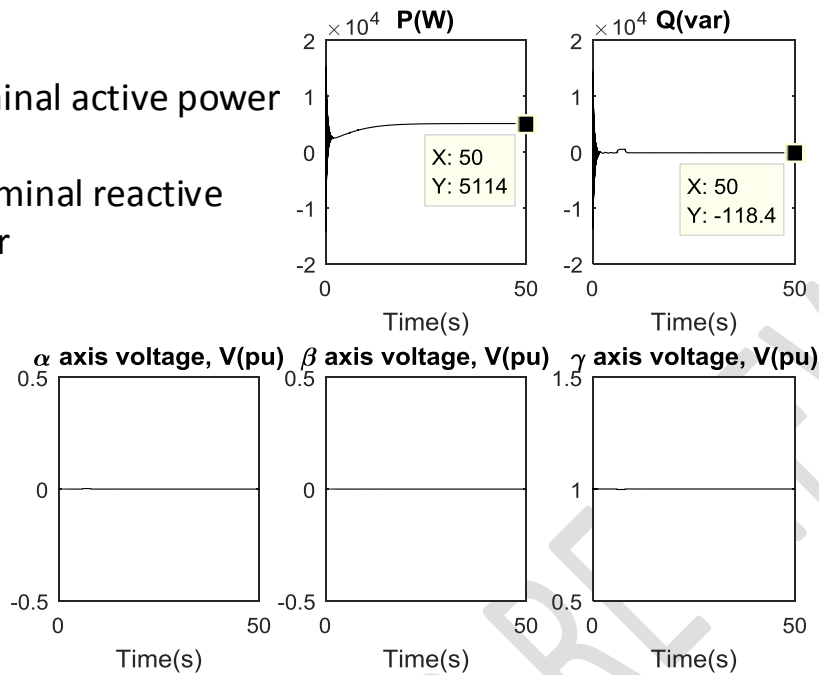 ×10⁴ P(W)
×10⁴ Q(var)
2
1
0
-1
-2
0
50
Time(s)
X: 50
Y: 5114
2
1
0
-1
-2
0
50
Time(s)
X: 50
Y: -118.4
active power
reactive
α axis voltage, V(pu)
0.5
0
-0.5
0
50
Time(s)
β axis voltage, V(pu)
0.5
0
-0.5
0
50
Time(s)
γ axis voltage, V(pu)
1.5
1
0.5
0
50
Time(s)